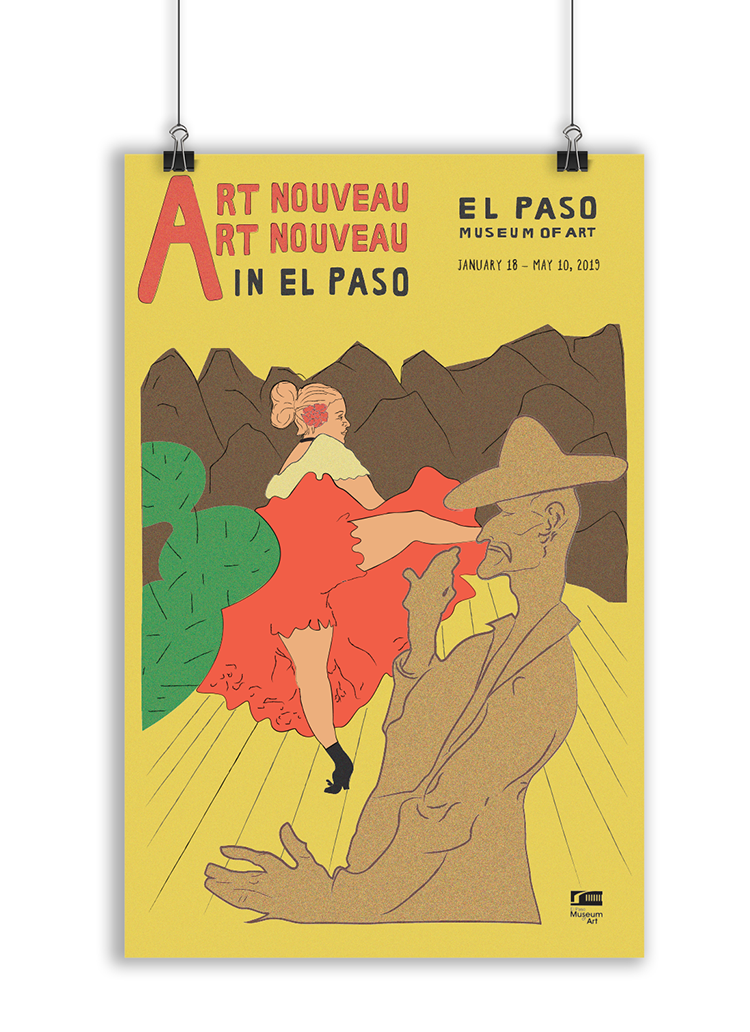 ART NOUVEAU
ART NOUVEAU
IN EL PASO
EL PASO
MUSEUM OF ART
JANUARY 18 – MAY 10, 2019
Museum
Art